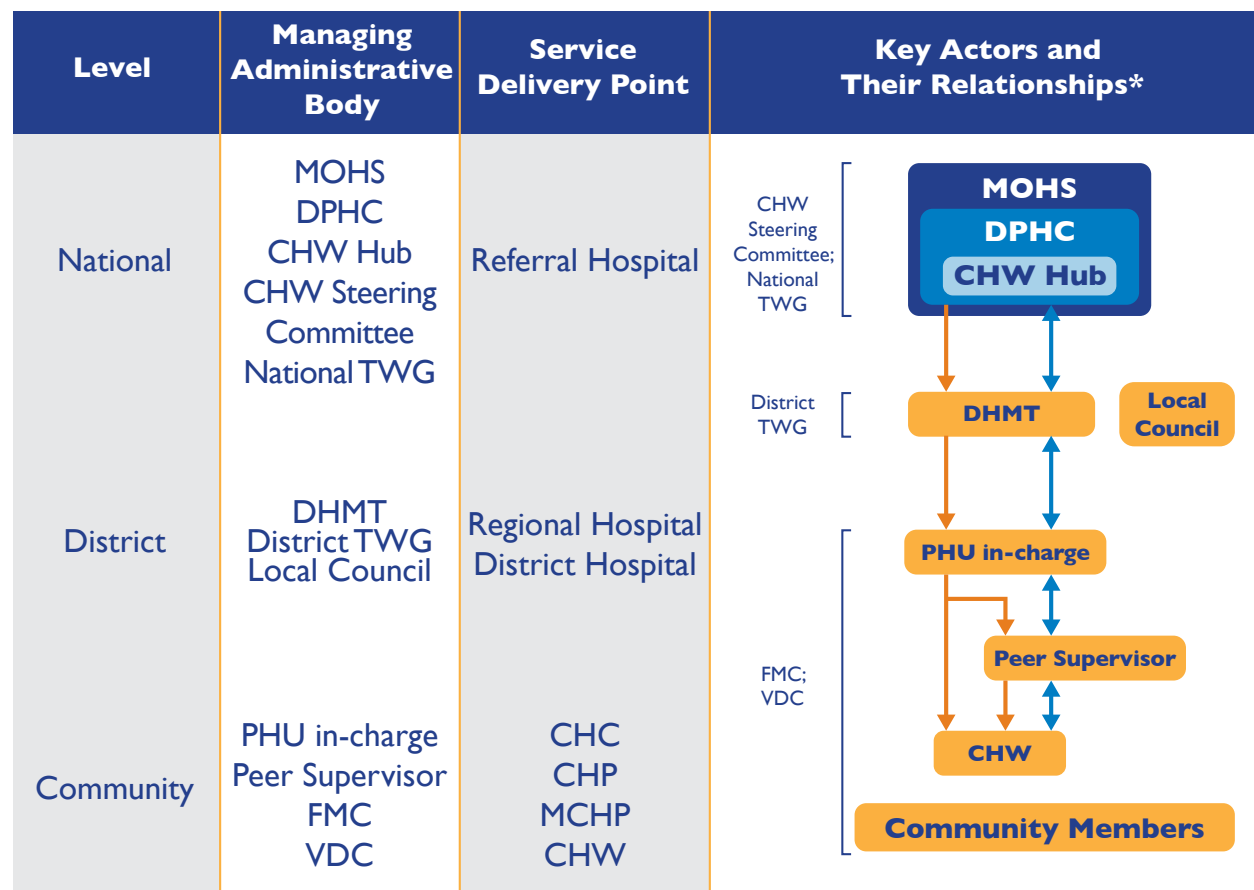 Level
Managing
Administrative
Body
Service
Delivery Point
Key Actors and
Their Relationships*
National
MOHS
DPHC
CHW Hub
CHW Steering
Committee
National TWG
Referral Hospital
CHW
Steering
Committee;
National
TWG
MOHS
DPHC
CHW Hub
District
TWG
DHMT
Local
Council
District
DHMT
District TWG
Local Council
Regional Hospital
District Hospital
PHU in-charge
Peer Supervisor
FMC;
VDC
CHW
Community Members
Community
PHU in-charge
Peer Supervisor
FMC
VDC
CHC
CHP
MCHP
CHW